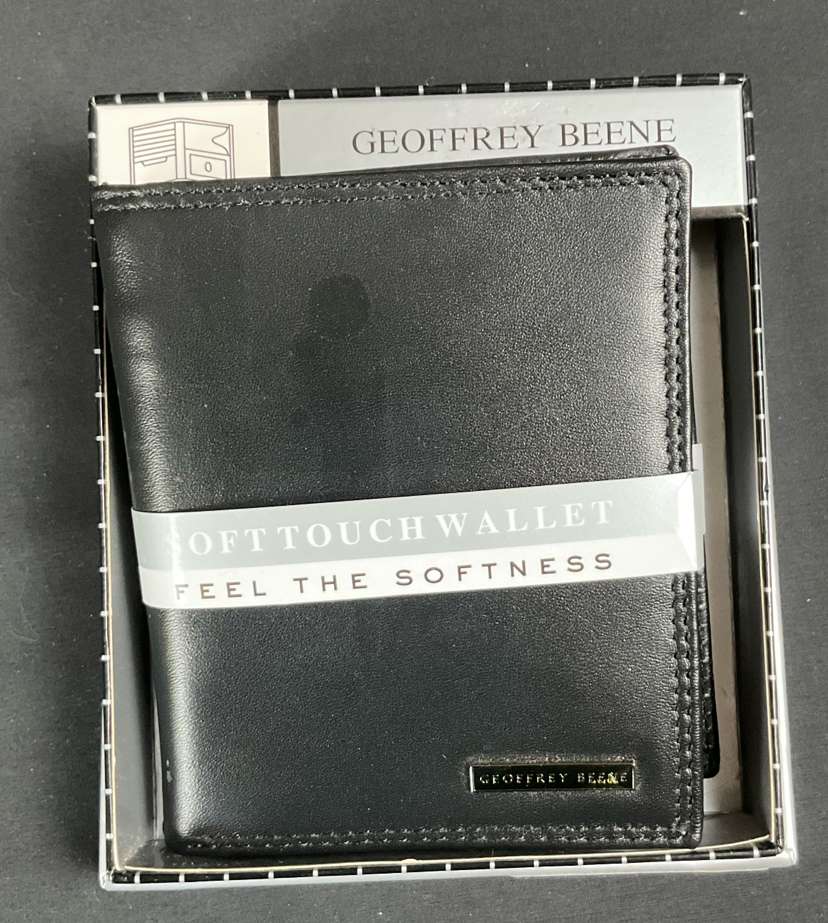 GEOFFREY BEENE
SOFT TOUCH WALLET
FEEL THE SOFTNESS
GEOFFREY BEENE